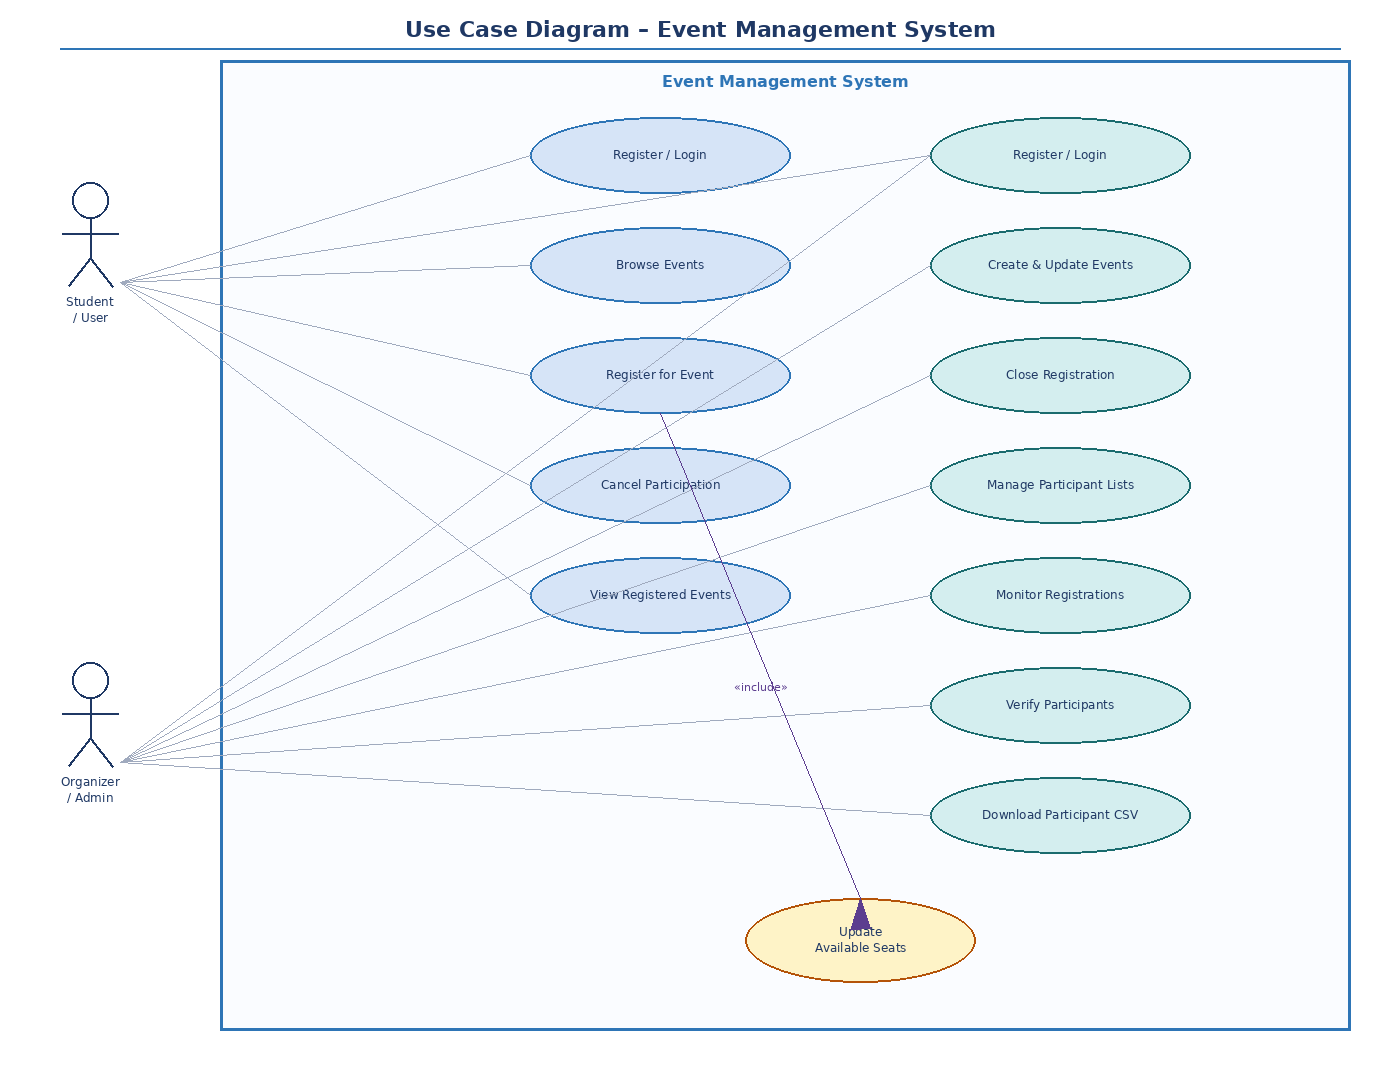 Use Case Diagram – Event Management System
Event Management System
Register / Login
Register / Login
Browse Events
Create & Update Events
Student
/ User
Register for Event
Close Registration
Cancel Participation
Manage Participant Lists
View Registered Events
Monitor Registrations
«include»
Verify Participants
Organizer
/ Admin
Download Participant CSV
Update
Available Seats